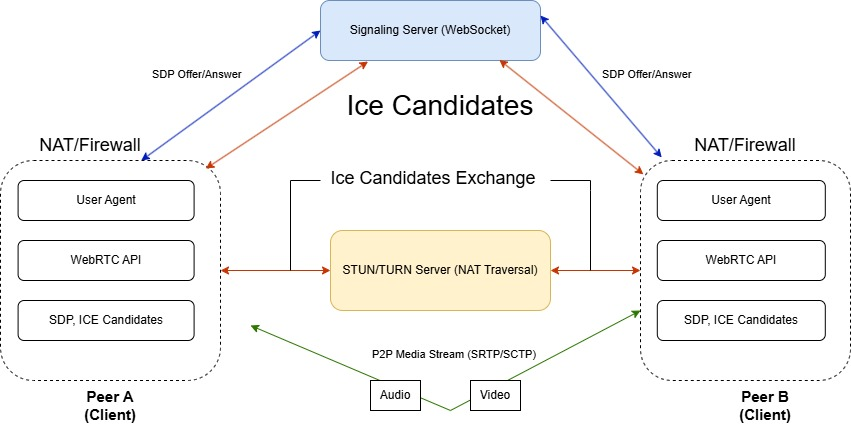 Signaling Server (WebSocket)
SDP Offer/Answer
SDP Offer/Answer
Ice Candidates
NAT/Firewall
NAT/Firewall
Ice Candidates Exchange
User Agent
WebRTC API
SDP, ICE Candidates
STUN/TURN Server (NAT Traversal)
User Agent
WebRTC API
SDP, ICE Candidates
P2P Media Stream (SRTP/SCTP)
Audio
Video
Peer A
(Client)
Peer B
(Client)